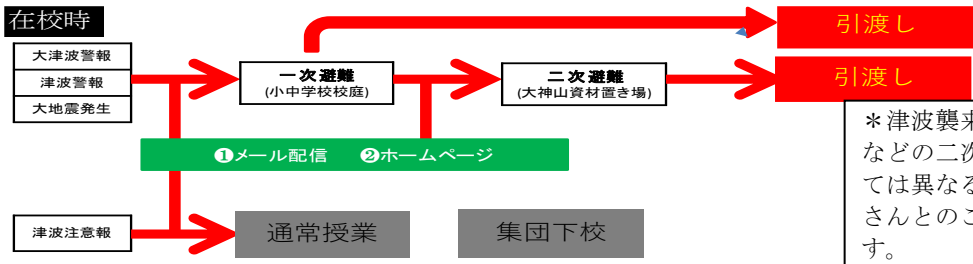 在校時
大津波警報
津波警報
大地震発生
一次避難
(小中学校校庭)
二次避難
(大神山資材置き場)
引渡し
引渡し
❶メール配信 ❷ホームページ
津波注意報
通常授業
集団下校
＊津波襲来
などの二次
ては異なる
さんとのこ
す。